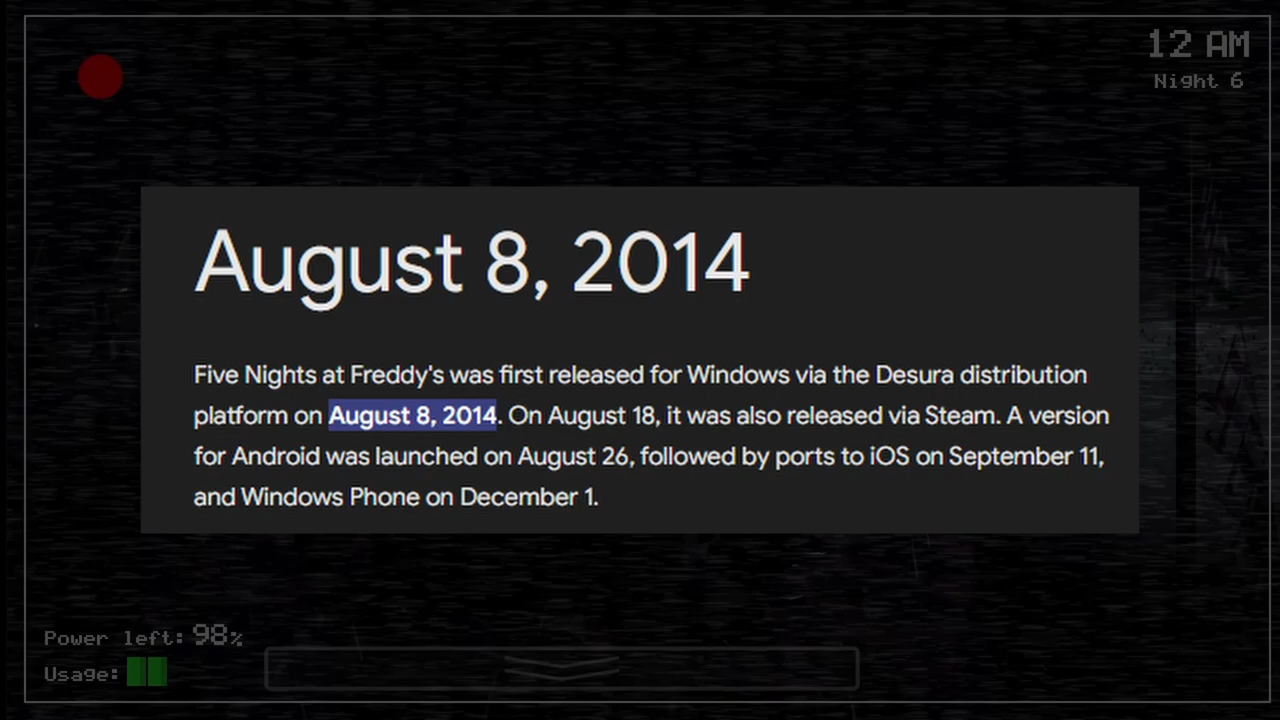 12 AM
Night 6
August 8, 2014
Five Nights at Freddy's was first released for Windows via the Desura distribution
platform on August 8, 2014. On August 18, it was also released via Steam. A version
for Android was launched on August 26, followed by ports to iOS on September 11,
and Windows Phone on December 1.
Power left: 98%
Usage: